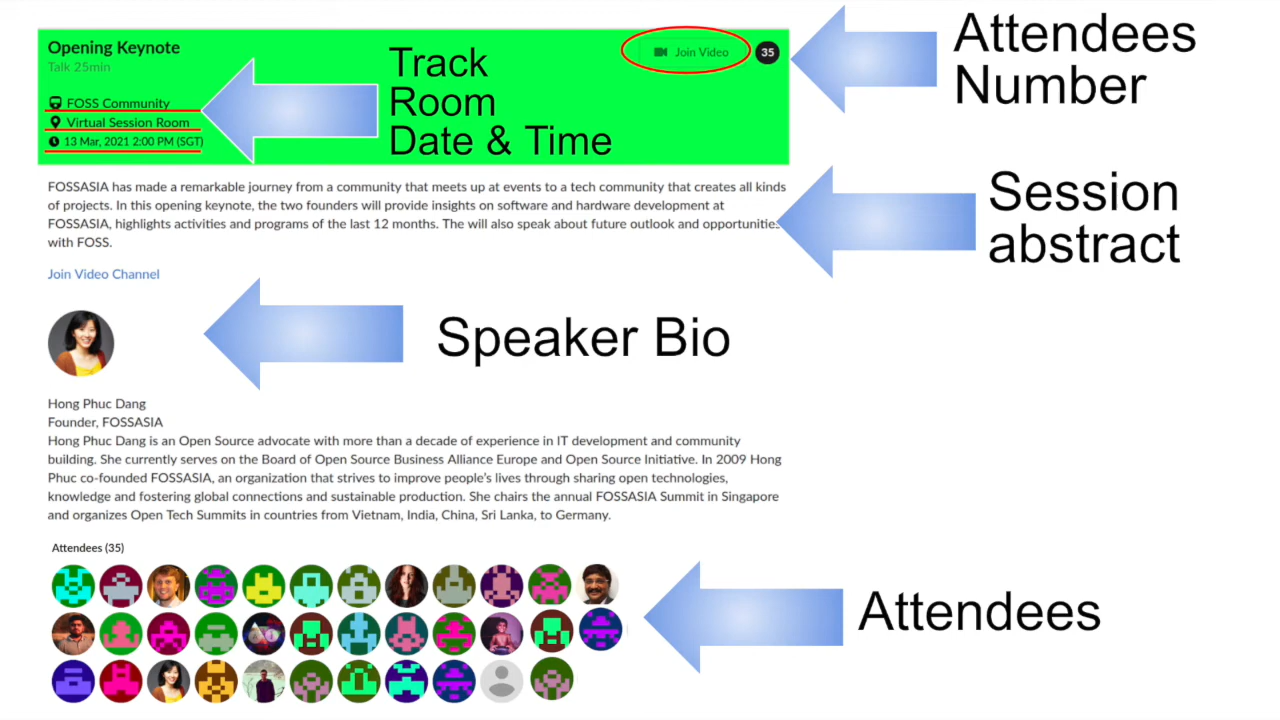 Opening Keynote
Talk 25min
FOSS Community
Virtual Session Room
13 Mar, 2021 2:00 PM (SGT)
Track
Room
Date & Time
Join Video
35
Attendees
Number
FOSSASIA has made a remarkable journey from a community that meets up at events to a tech community that creates all kinds
of projects. In this opening keynote, the two founders will provide insights on software and hardware development at
FOSSASIA, highlights activities and programs of the last 12 months. The will also speak about future outlook and opportunities
with FOSS.
Session
abstract
Join Video Channel
Speaker Bio
Hong Phuc Dang
Founder, FOSSASIA
Hong Phuc Dang is an Open Source advocate with more than a decade of experience in IT development and community
building. She currently serves on the Board of Open Source Business Alliance Europe and Open Source Initiative. In 2009 Hong
Phuc co-founded FOSSASIA, an organization that strives to improve people's lives through sharing open technologies,
knowledge and fostering global connections and sustainable production. She chairs the annual FOSSASIA Summit in Singapore
and organizes Open Tech Summits in countries from Vietnam, India, China, Sri Lanka, to Germany.
Attendees (35)
Attendees